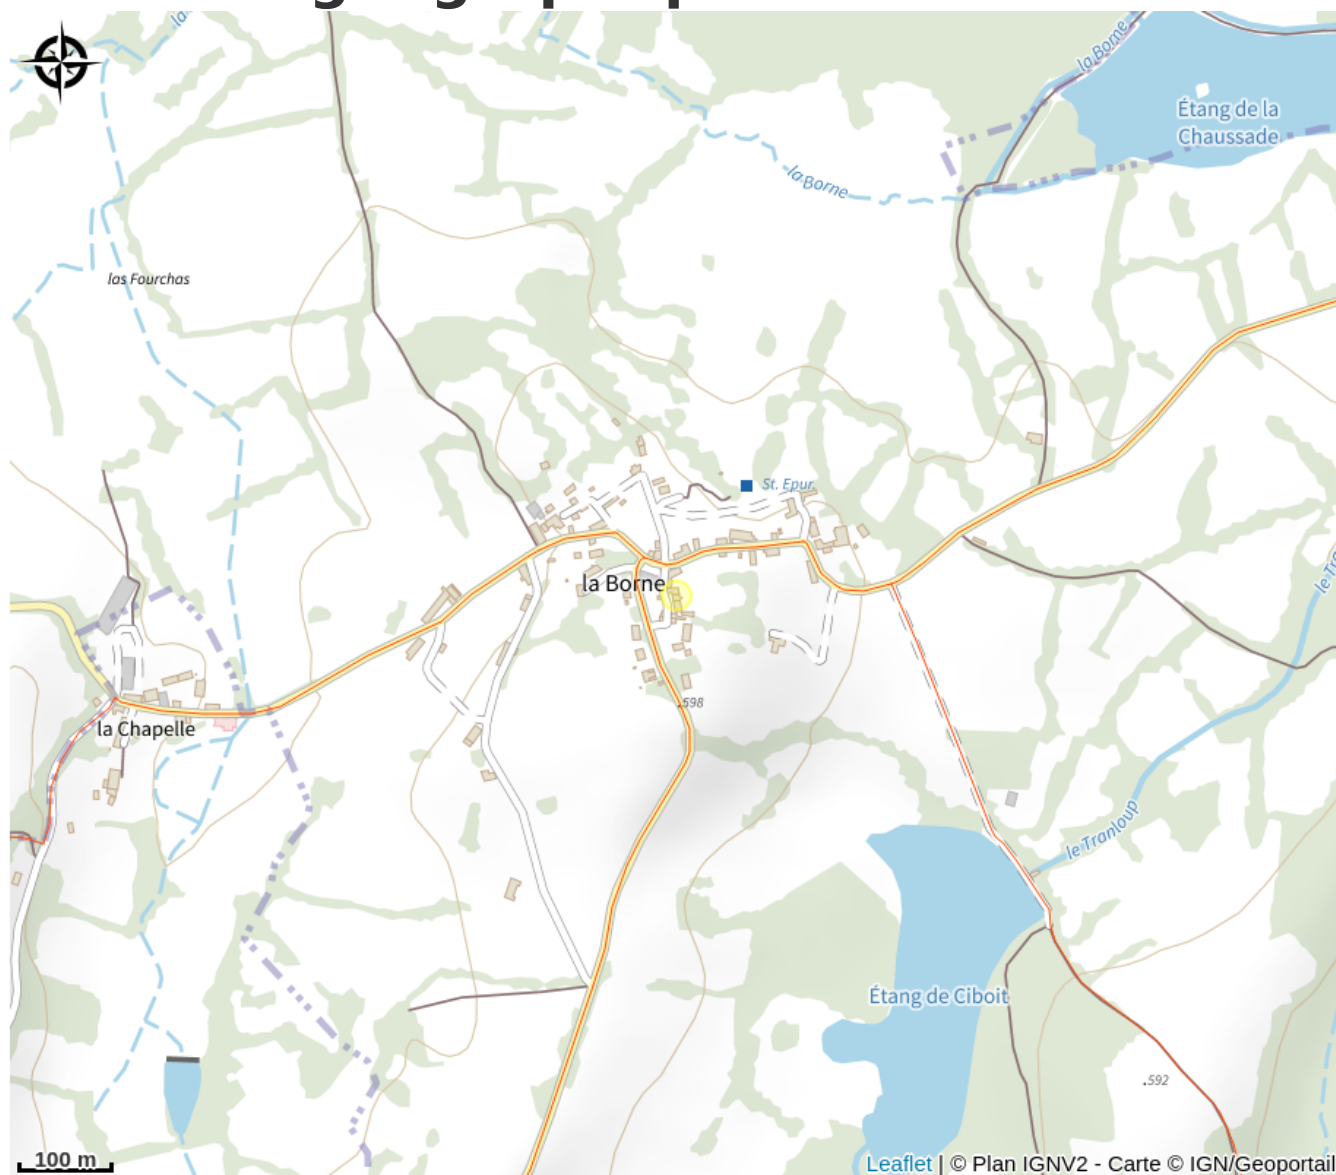 la Borne
Étang de la
Chaussade
la Borne
las Fourchas
St. Epur
la Borne
598
la Chapelle
le Tranloup
Étang de Ciboit
.592
100 m
Leaflet | © Plan IGNV2 - Carte © IGN/Geoportail